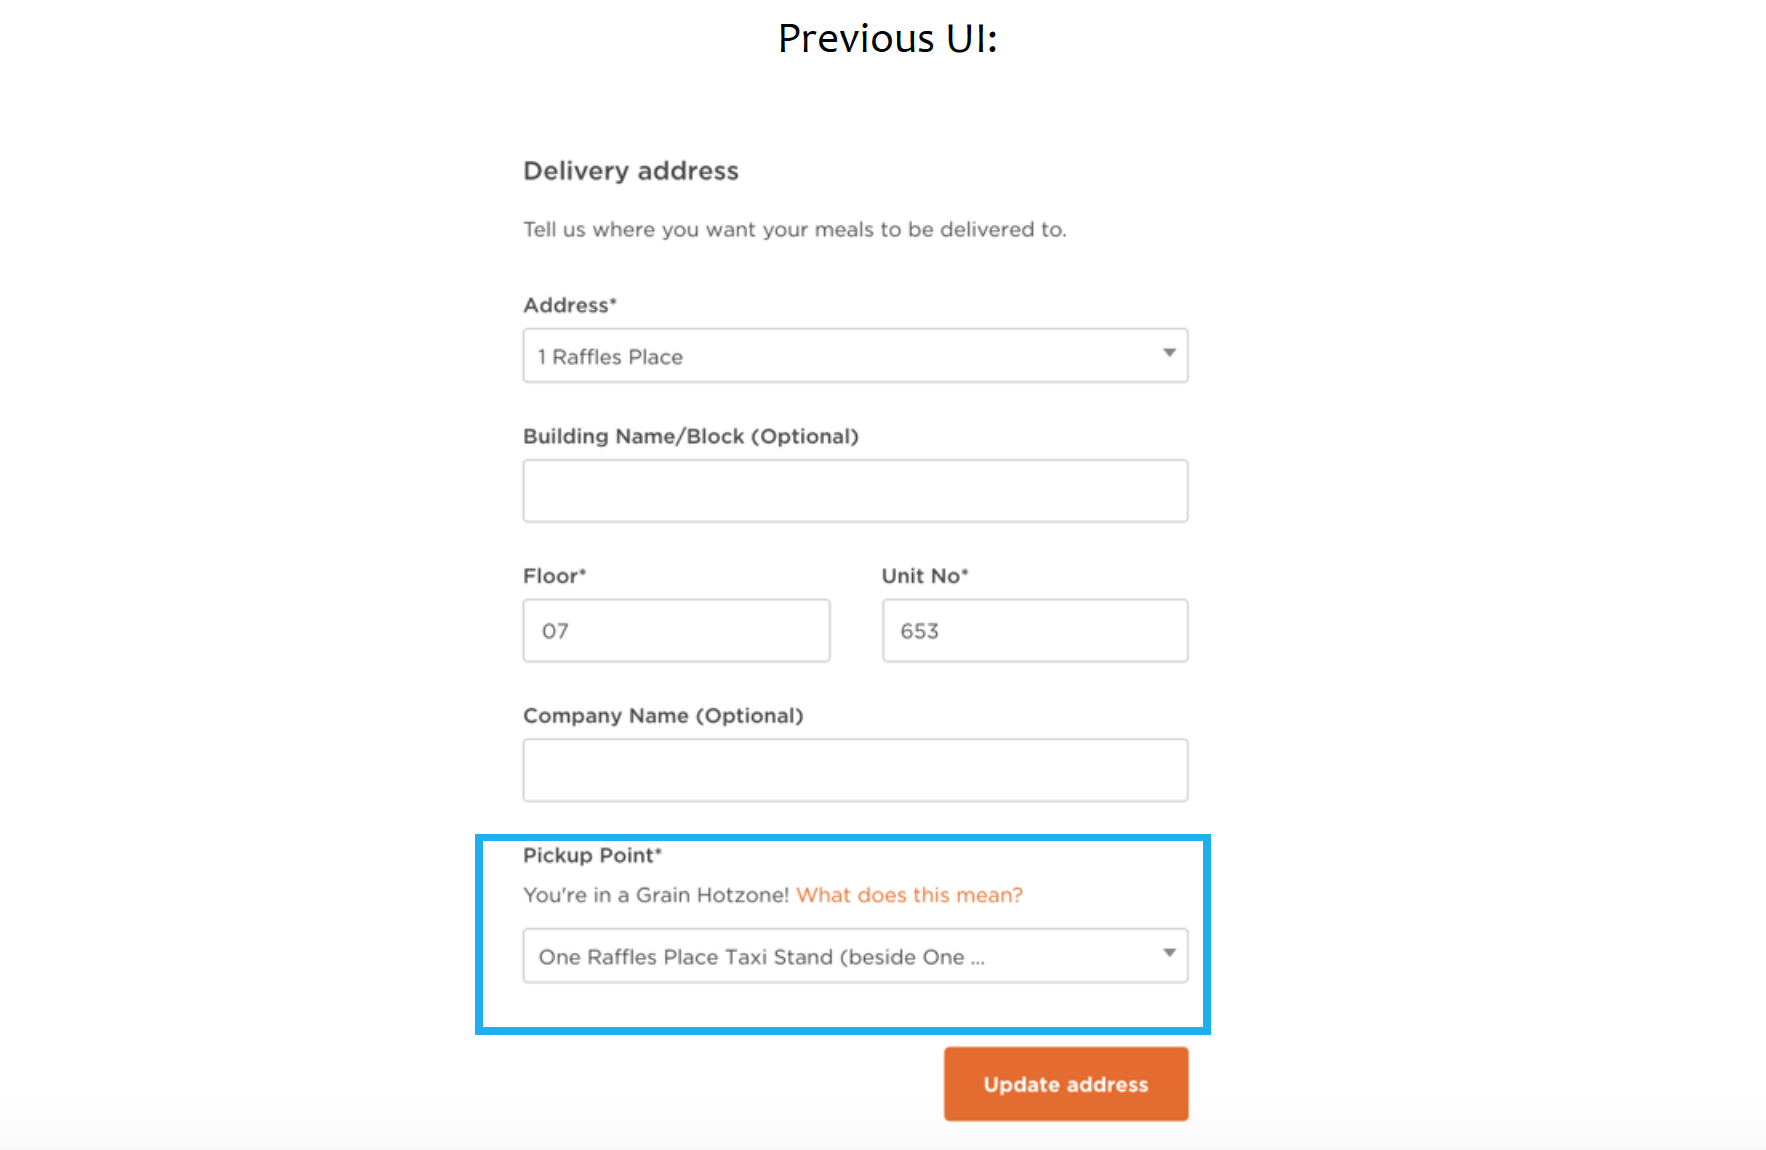 Previous UI:
Delivery address
Tell us where you want your meals to be delivered to.
Address*
1 Raffles Place
Building Name/Block (Optional)
Floor* Unit No*
07 653
Company Name (Optional)
Pickup Point*
You're in a Grain Hotzone! What does this mean?
One Raffles Place Taxi Stand (beside One ...
Update address